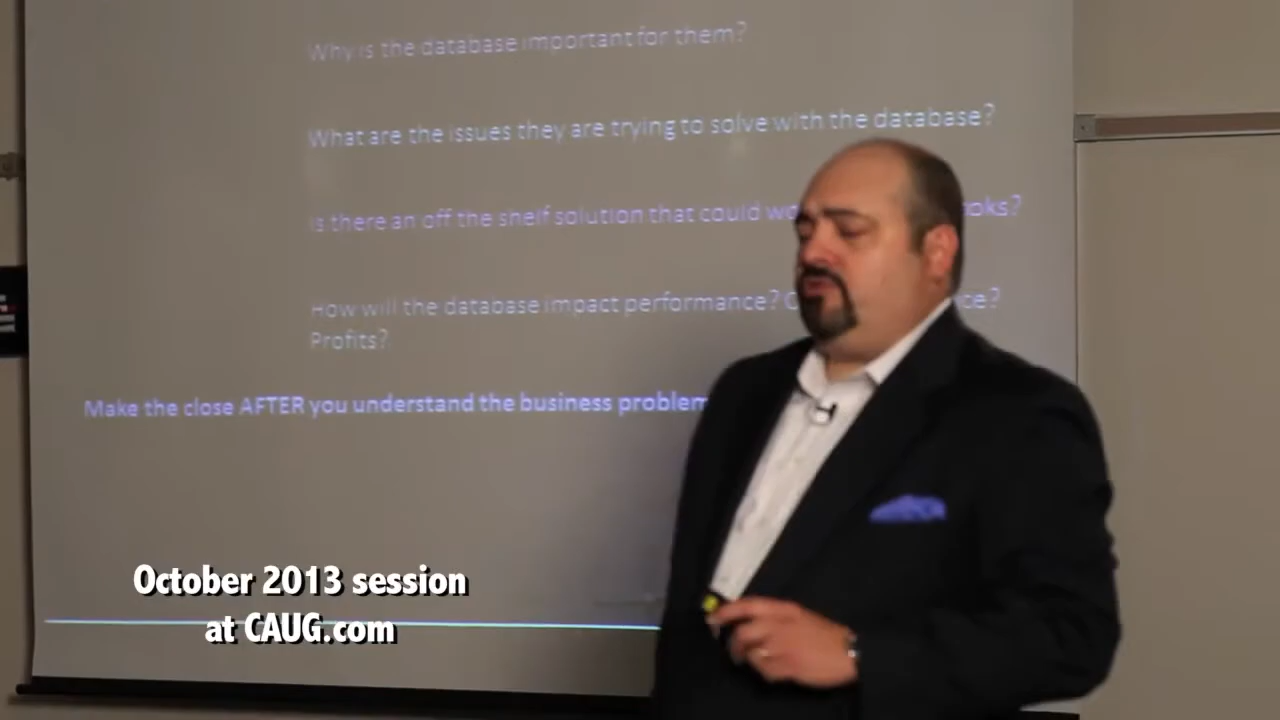 Why is the database important for them?
What are the issues they are trying to solve with the database?
Is there an off the shelf solution that could
How will the database impact performance?
Profits?
Make the close AFTER you understand the business problem
October 2013 session
at CAUG.com